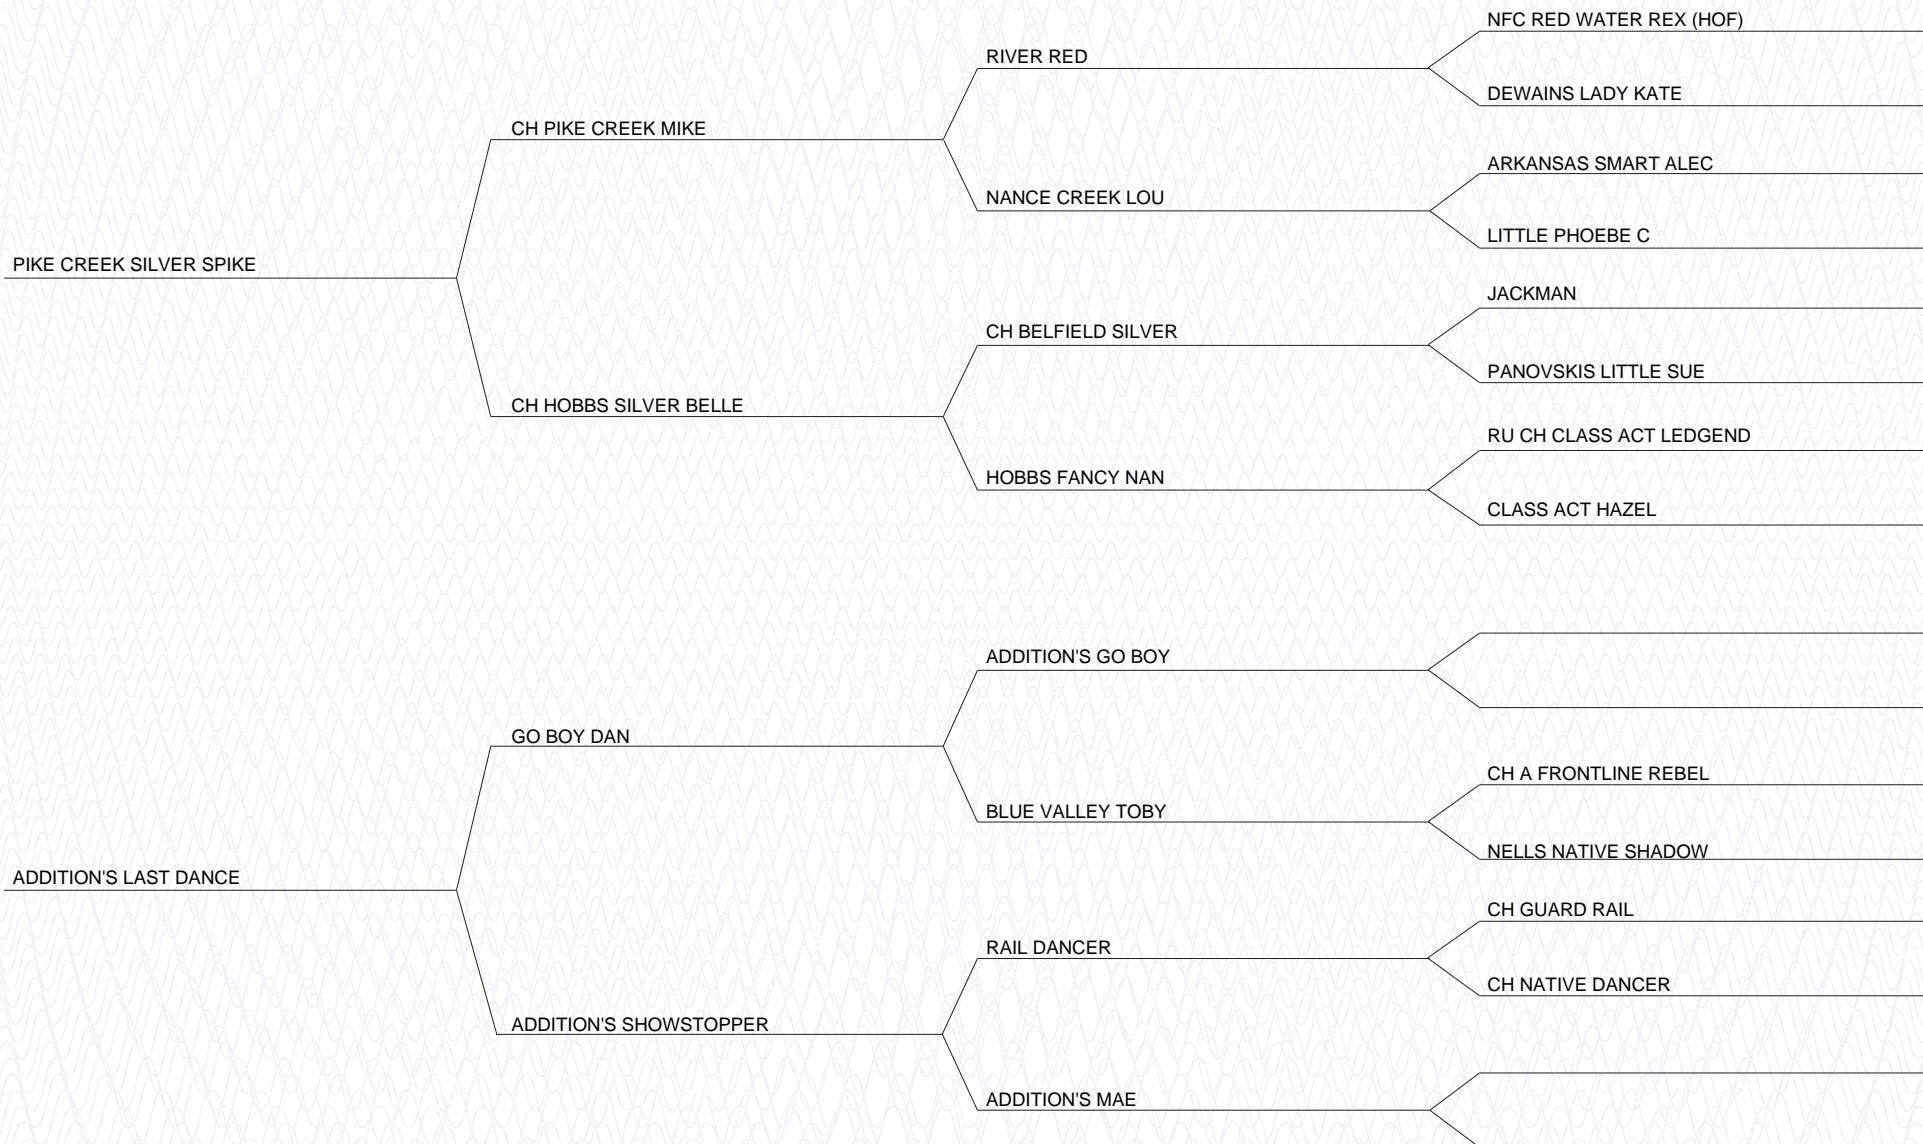 NFC RED WATER REX (HOF)
RIVER RED
DEWAINS LADY KATE
CH PIKE CREEK MIKE
ARKANSAS SMART ALEC
NANCE CREEK LOU
LITTLE PHOEBE C
PIKE CREEK SILVER SPIKE
JACKMAN
CH BELFIELD SILVER
PANOVSKIS LITTLE SUE
CH HOBBS SILVER BELLE
RU CH CLASS ACT LEDGEND
HOBBS FANCY NAN
CLASS ACT HAZEL
ADDITION'S GO BOY
GO BOY DAN
CH A FRONTLINE REBEL
BLUE VALLEY TOBY
NELLS NATIVE SHADOW
ADDITION'S LAST DANCE
CH GUARD RAIL
RAIL DANCER
CH NATIVE DANCER
ADDITION'S SHOWSTOPPER
ADDITION'S MAE